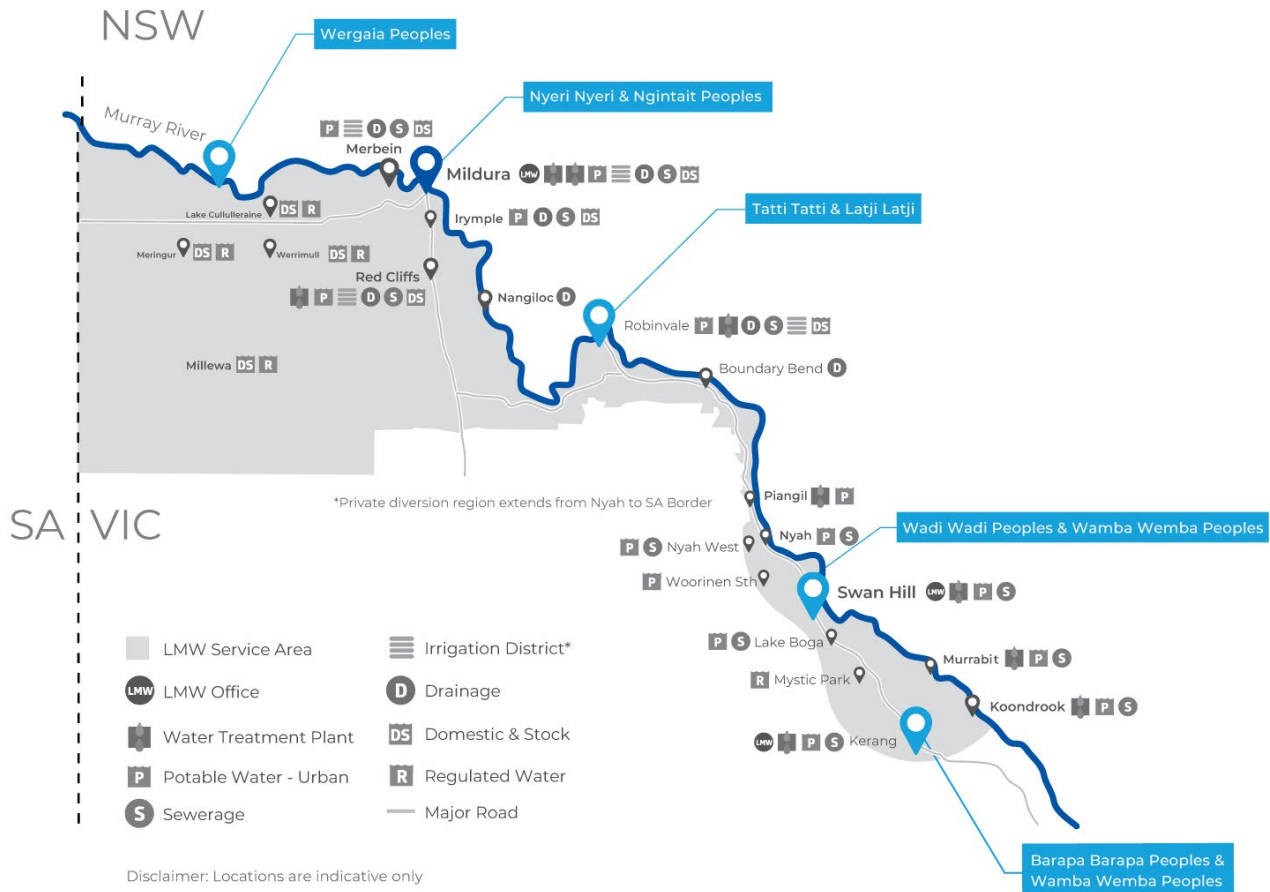 NSW
Wergaia Peoples
Nyeri Nyeri & Ngintait Peoples
Murray River
P D S DS
Merbein
Mildura LMW P D S DS
Tatti Tatti & Latji Latji
Lake Cullulleraine DS R
Irymple P D S DS
Meringur DS R
Werrimull DS R
Red Cliffs
P D S DS
Nangiloc D
Robinvale P D S DS
Millewa DS R
Boundary Bend D
*Private diversion region extends from Nyah to SA Border
Piangil P
SA VIC
Wadi Wadi Peoples & Wamba Wemba Peoples
Nyah P S
P S Nyah West
P Woorinen Sth
Swan Hill LMW P S
P S Lake Boga
Murrabit P S
R Mystic Park
Koondrook P S
LMW P S Kerang
LMW Service Area
LMW LMW Office
Water Treatment Plant
P Potable Water - Urban
S Sewerage
Irrigation District*
D Drainage
DS Domestic & Stock
R Regulated Water
Major Road
Barapa Barapa Peoples &
Wamba Wemba Peoples
Disclaimer: Locations are indicative only